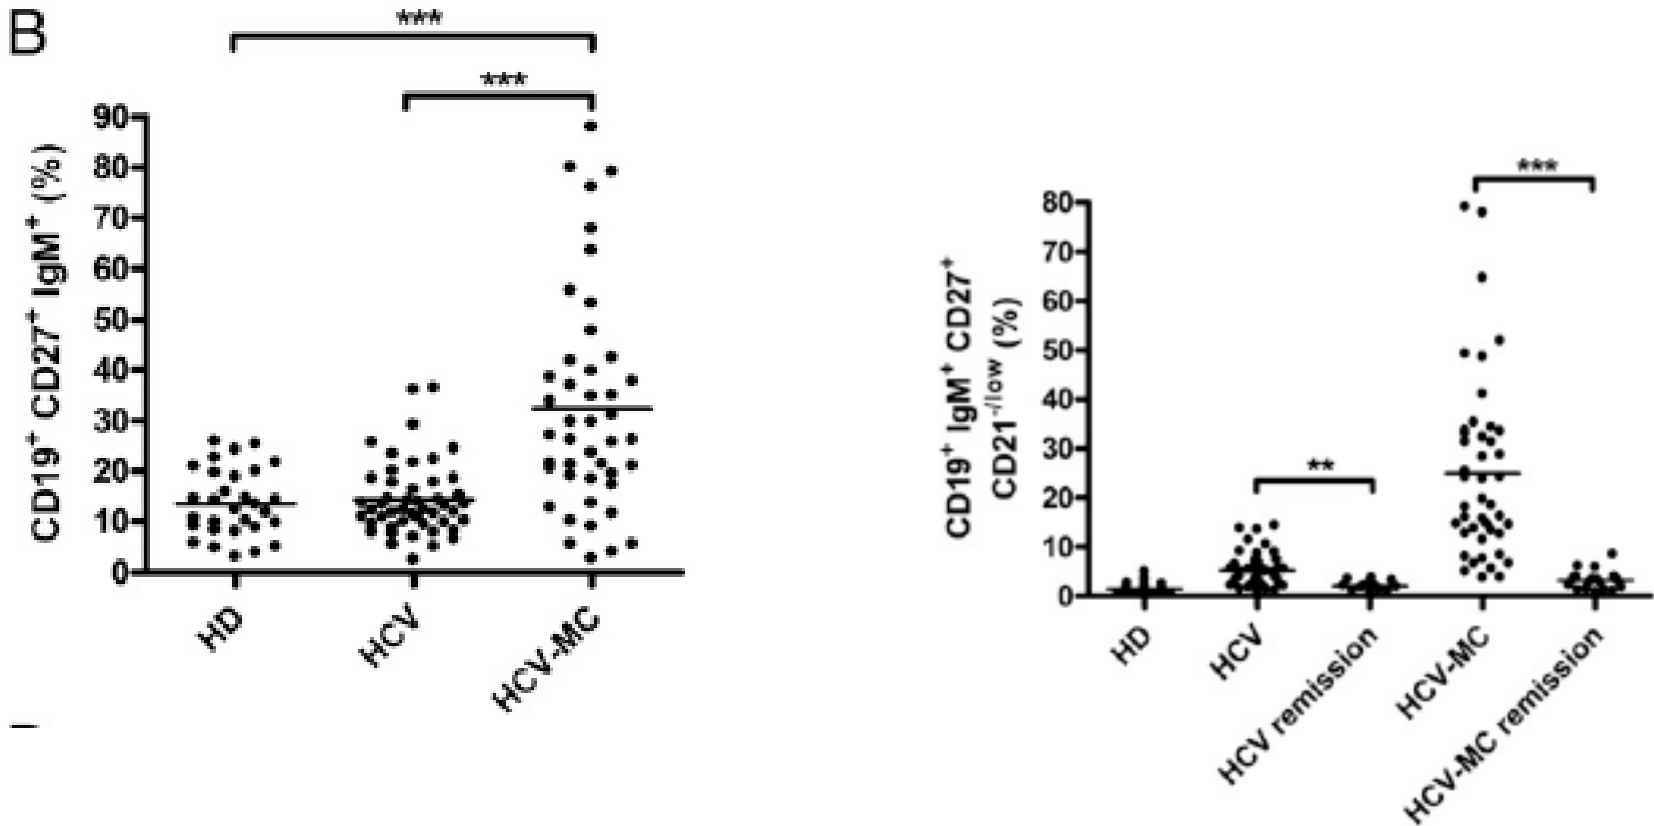 B
***
***
CD19+ CD27+ IgM+ (%)
90
80
70
60
50
40
30
20
10
0
HD
HCV
HCV-MC
***
**
CD19+ IgM+ CD27+
CD21-/low (%)
80
70
60
50
40
30
20
10
0
HD
HCV
HCV remission
HCV-MC
HCV-MC remission